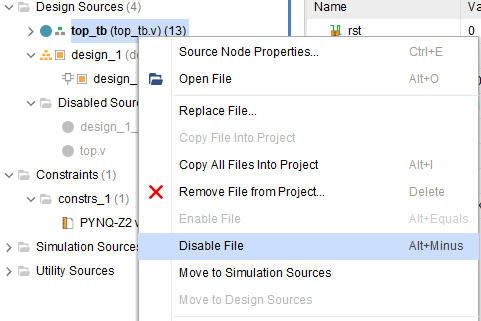 Design Sources (4)
top_tb (top_tb.v) (13)
design_1 (d
design_
Disabled Sour
design_1_
top.v
Constraints (1)
constrs_1 (1)
PYNQ-Z2 v
Simulation Sources
Utility Sources
Name Va
rst 0
Source Node Properties... Ctrl+E
Open File Alt+O
Replace File...
Copy File Into Project
Copy All Files Into Project Alt+I
Remove File from Project... Delete
Enable File Alt+Equals
Disable File Alt+Minus
Move to Simulation Sources
Move to Design Sources